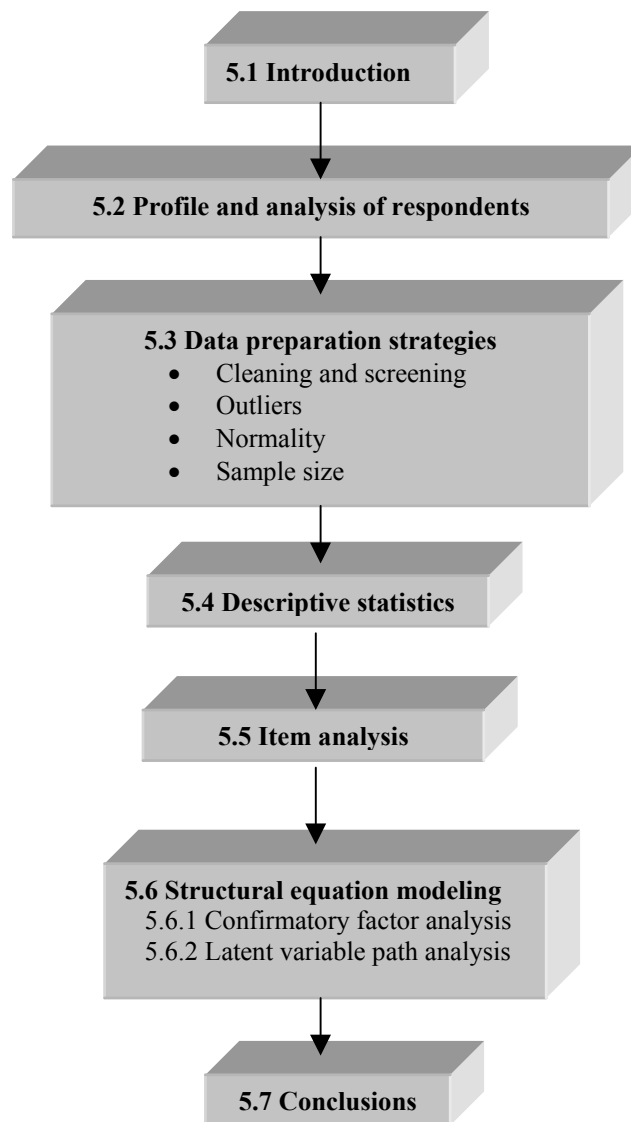 5.1 Introduction
5.2 Profile and analysis of respondents
5.3 Data preparation strategies
• Cleaning and screening
• Outliers
• Normality
• Sample size
5.4 Descriptive statistics
5.5 Item analysis
5.6 Structural equation modeling
5.6.1 Confirmatory factor analysis
5.6.2 Latent variable path analysis
5.7 Conclusions